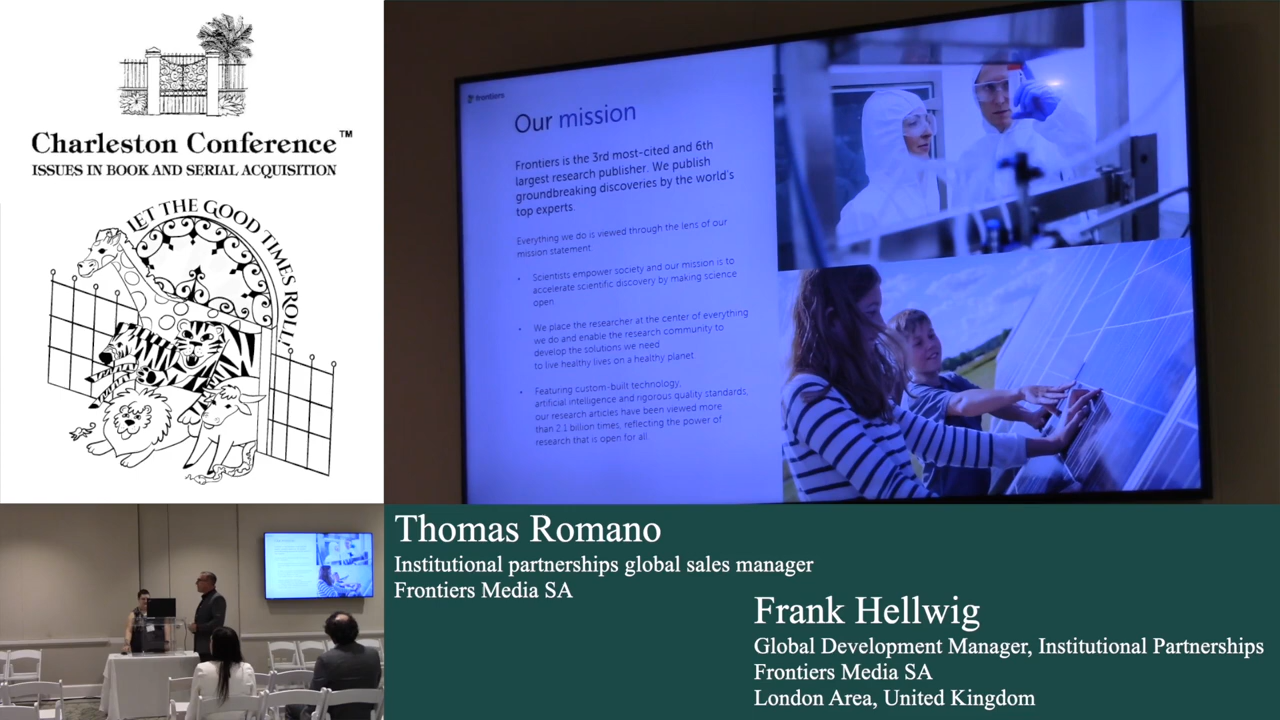 Charleston Conference™
ISSUES IN BOOK AND SERIAL ACQUISITION
LET THE GOOD TIMES ROLL!
frontiers
Our mission
Frontiers is the 3rd most-cited and 6th
largest research publisher. We publish
groundbreaking discoveries by the world's
top experts.
Everything we do is viewed through the lens of our
mission statement:
• Scientists empower society and our mission is to
accelerate scientific discovery by making science
open.
• We place the researcher at the center of everything
we do and enable the research community to
develop the solutions we need
to live healthy lives on a healthy planet.
• Featuring custom-built technology,
artificial intelligence and rigorous quality standards,
our research articles have been viewed more
than 2.1 billion times, reflecting the power of
research that is open for all.
Thomas Romano
Institutional partnerships global sales manager
Frontiers Media SA
Frank Hellwig
Global Development Manager, Institutional Partnerships
Frontiers Media SA
London Area, United Kingdom